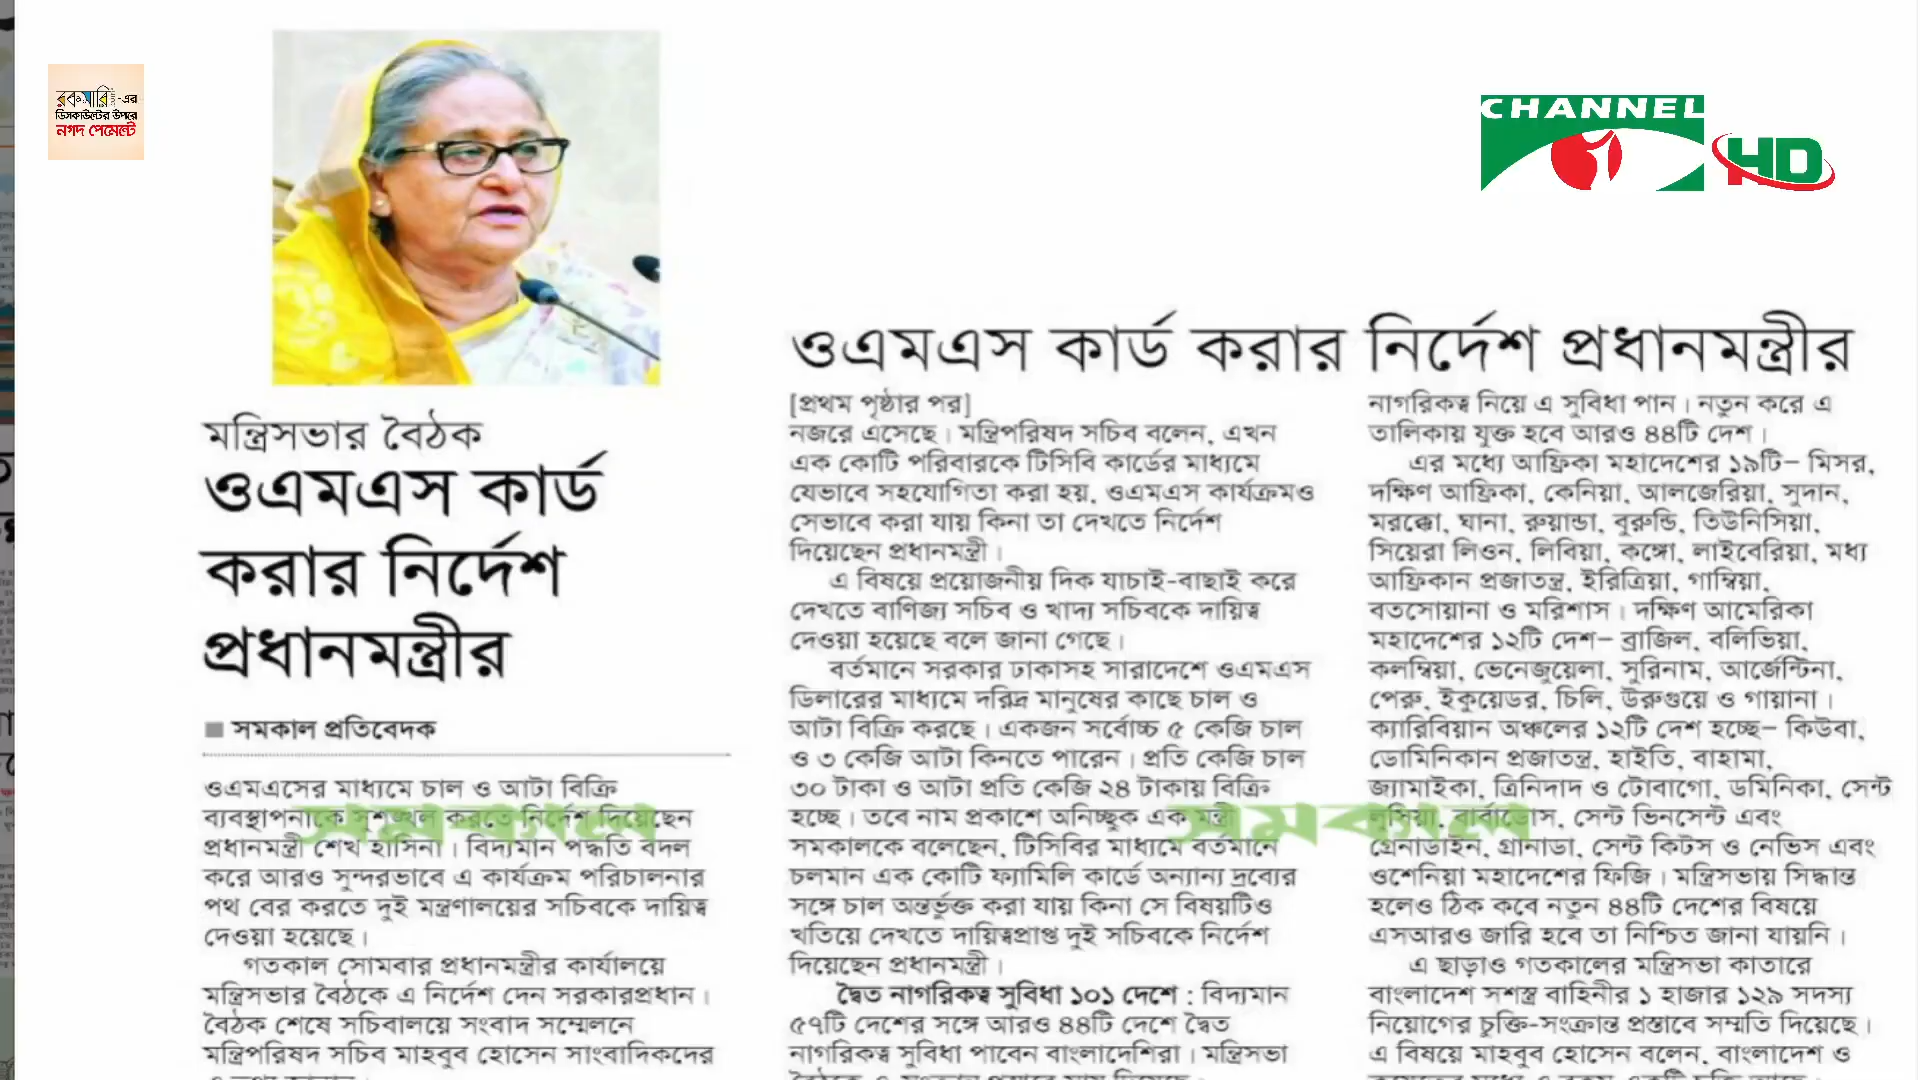 রকমারি-এর
ডিসকাউন্টের উপরে
নগদ পেমেন্টে
CHANNEL
HD
মন্ত্রিসভার বৈঠক
ওএমএস কার্ড
করার নির্দেশ
প্রধানমন্ত্রীর
সমকাল প্রতিবেদক
ওএমএসের মাধ্যমে চাল ও আটা বিক্রি
ব্যবস্থাপনাকে সুশৃঙ্খল করতে নির্দেশ দিয়েছেন
প্রধানমন্ত্রী শেখ হাসিনা। বিদ্যমান পদ্ধতি বদল
করে আরও সুন্দরভাবে এ কার্যক্রম পরিচালনার
পথ বের করতে দুই মন্ত্রণালয়ের সচিবকে দায়িত্ব
দেওয়া হয়েছে।
গতকাল সোমবার প্রধানমন্ত্রীর কার্যালয়ে
মন্ত্রিসভার বৈঠকে এ নির্দেশ দেন সরকারপ্রধান।
বৈঠক শেষে সচিবালয়ে সংবাদ সম্মেলনে
মন্ত্রিপরিষদ সচিব মাহবুব হোসেন সাংবাদিকদের
সমকাল
ওএমএস কার্ড করার নির্দেশ প্রধানমন্ত্রীর
[প্রথম পৃষ্ঠার পর]
নজরে এসেছে। মন্ত্রিপরিষদ সচিব বলেন, এখন
এক কোটি পরিবারকে টিসিবি কার্ডের মাধ্যমে
যেভাবে সহযোগিতা করা হয়, ওএমএস কার্যক্রমও
সেভাবে করা যায় কিনা তা দেখতে নির্দেশ
দিয়েছেন প্রধানমন্ত্রী।
এ বিষয়ে প্রয়োজনীয় দিক যাচাই-বাছাই করে
দেখতে বাণিজ্য সচিব ও খাদ্য সচিবকে দায়িত্ব
দেওয়া হয়েছে বলে জানা গেছে।
বর্তমানে সরকার ঢাকাসহ সারাদেশে ওএমএস
ডিলারের মাধ্যমে দরিদ্র মানুষের কাছে চাল ও
আটা বিক্রি করছে। একজন সর্বোচ্চ ৫ কেজি চাল
ও ৩ কেজি আটা কিনতে পারেন। প্রতি কেজি চাল
৩০ টাকা ও আটা প্রতি কেজি ২৪ টাকায় বিক্রি
হচ্ছে। তবে নাম প্রকাশে অনিচ্ছুক এক মন্ত্রী
সমকালকে বলেছেন, টিসিবির মাধ্যমে বর্তমানে
চলমান এক কোটি ফ্যামিলি কার্ডে অন্যান্য দ্রব্যের
সঙ্গে চাল অন্তর্ভুক্ত করা যায় কিনা সে বিষয়টিও
খতিয়ে দেখতে দায়িত্বপ্রাপ্ত দুই সচিবকে নির্দেশ
দিয়েছেন প্রধানমন্ত্রী।
দ্বৈত নাগরিকত্ব সুবিধা ১০১ দেশে : বিদ্যমান
৫৭টি দেশের সঙ্গে আরও ৪৪টি দেশে দ্বৈত
নাগরিকত্ব সুবিধা পাবেন বাংলাদেশিরা। মন্ত্রিসভা
নাগরিকত্ব নিয়ে এ সুবিধা পান। নতুন করে এ
তালিকায় যুক্ত হবে আরও ৪৪টি দেশ।
এর মধ্যে আফ্রিকা মহাদেশের ১৯টি– মিসর,
দক্ষিণ আফ্রিকা, কেনিয়া, আলজেরিয়া, সুদান,
মরক্কো, ঘানা, রুয়ান্ডা, বুরুন্ডি, তিউনিসিয়া,
সিয়েরা লিওন, লিবিয়া, কঙ্গো, লাইবেরিয়া, মধ্য
আফ্রিকান প্রজাতন্ত্র, ইরিত্রিয়া, গাম্বিয়া,
বতসোয়ানা ও মরিশাস। দক্ষিণ আমেরিকা
মহাদেশের ১২টি দেশ– ব্রাজিল, বলিভিয়া,
কলম্বিয়া, ভেনেজুয়েলা, সুরিনাম, আর্জেন্টিনা,
পেরু, ইকুয়েডর, চিলি, উরুগুয়ে ও গায়ানা।
ক্যারিবিয়ান অঞ্চলের ১২টি দেশ হচ্ছে– কিউবা,
ডোমিনিকান প্রজাতন্ত্র, হাইতি, বাহামা,
জ্যামাইকা, ত্রিনিদাদ ও টোবাগো, ডমিনিকা, সেন্ট
লুসিয়া, বার্বাডোস, সেন্ট ভিনসেন্ট এবং
গ্রেনাডাইন, গ্রানাডা, সেন্ট কিটস ও নেভিস এবং
ওশেনিয়া মহাদেশের ফিজি। মন্ত্রিসভায় সিদ্ধান্ত
হলেও ঠিক কবে নতুন ৪৪টি দেশের বিষয়ে
এসআরও জারি হবে তা নিশ্চিত জানা যায়নি।
এ ছাড়াও গতকালের মন্ত্রিসভা কাতারে
বাংলাদেশ সশস্ত্র বাহিনীর ১ হাজার ১২৯ সদস্য
নিয়োগের চুক্তি-সংক্রান্ত প্রস্তাবে সম্মতি দিয়েছে।
এ বিষয়ে মাহবুব হোসেন বলেন, বাংলাদেশ ও
সমকাল